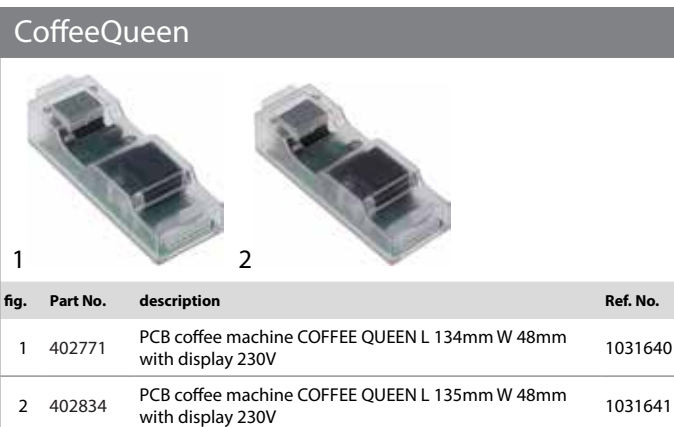 CoffeeQueen
1 2
fig. Part No. description Ref. No.
1 402771 PCB coffee machine COFFEE QUEEN L 134mm W 48mm with display 230V 1031640
2 402834 PCB coffee machine COFFEE QUEEN L 135mm W 48mm with display 230V 1031641